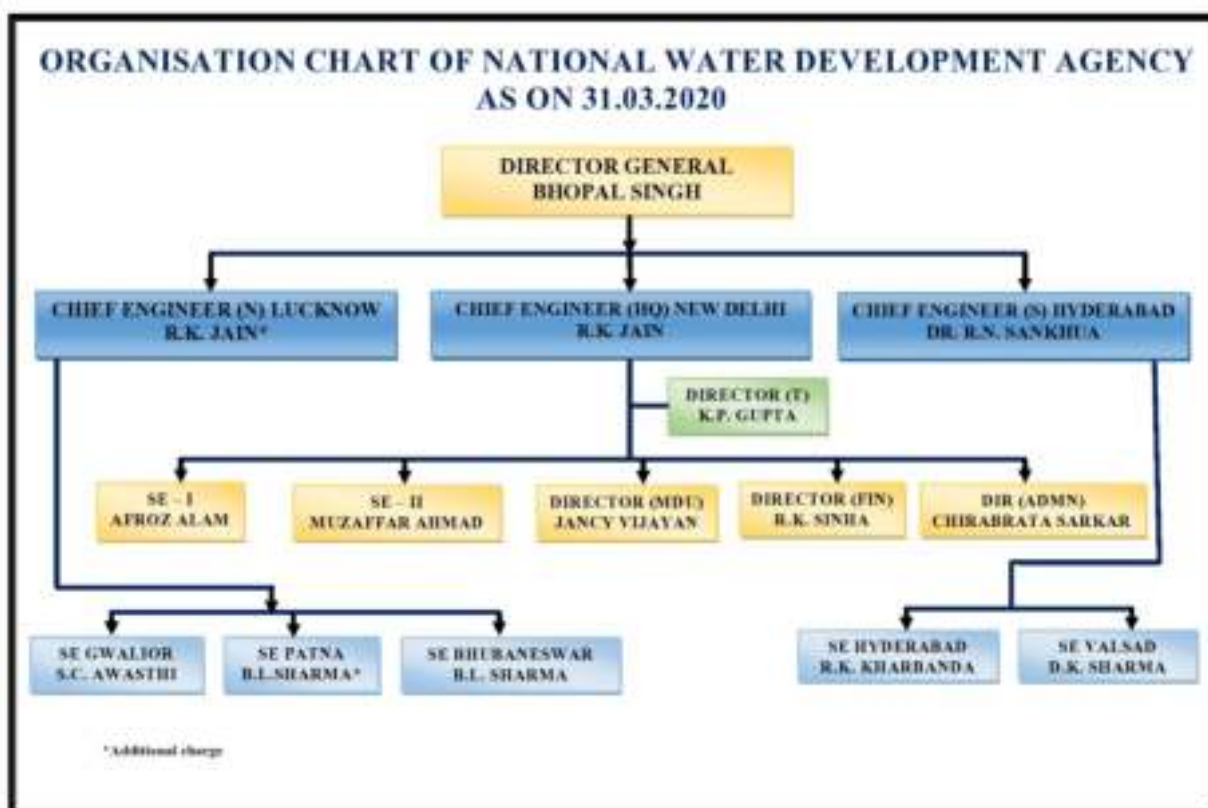 ORGANISATION CHART OF NATIONAL WATER DEVELOPMENT AGENCY
AS ON 31.03.2020
DIRECTOR GENERAL
BHOPAL SINGH
CHIEF ENGINEER (N) LUCKNOW
R.K. JAIN*
CHIEF ENGINEER (HQ) NEW DELHI
R.K. JAIN
CHIEF ENGINEER (S) HYDERABAD
DR. R.N. SANKHUA
DIRECTOR (T)
K.P. GUPTA
SE - I
AFROZ ALAM
SE - II
MUZAFFAR AHMAD
DIRECTOR (MDU)
JANCY VIJAYAN
DIRECTOR (FIN)
R.K. SINHA
DIR (ADMN)
CHIRABRATA SARKAR
SE GWALIOR
S.C. AWASTHI
SE PATNA
B.L.SHARMA*
SE BHUBANESWAR
B.L. SHARMA
SE HYDERABAD
R.K. KHARBANDA
SE VALSAD
D.K. SHARMA
*Additional charge